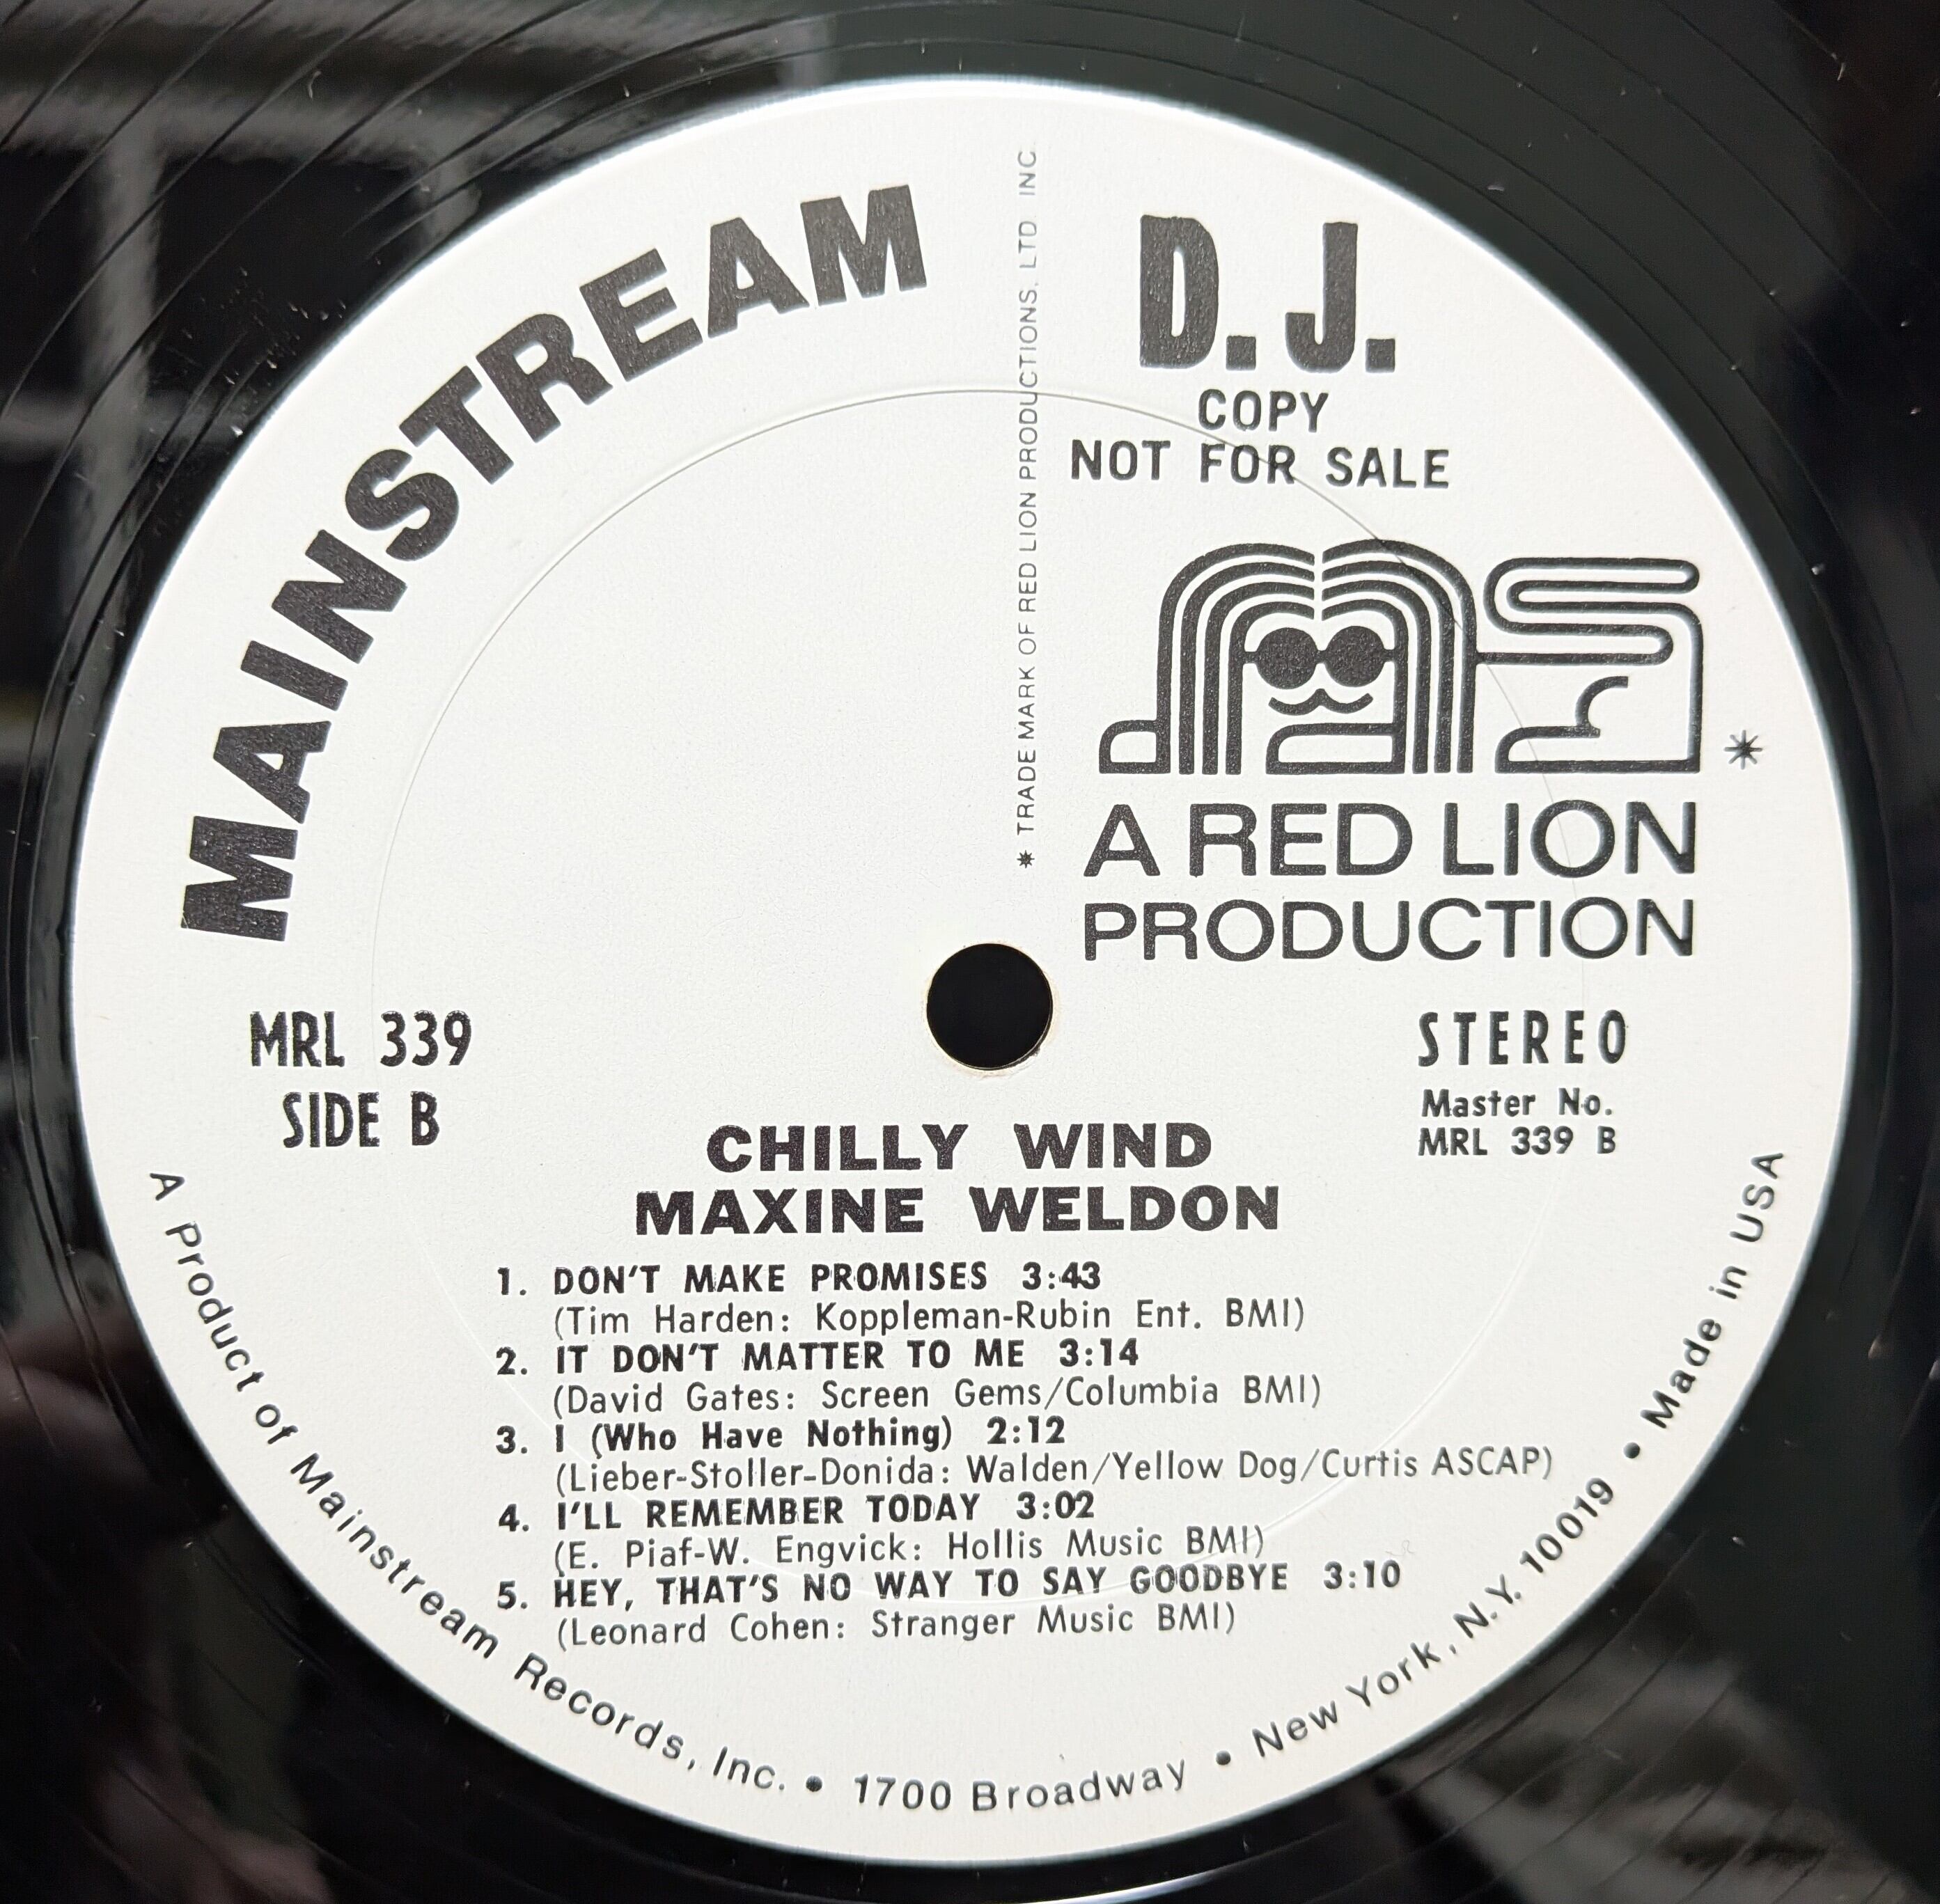 MAINSTREAM
* TRADE MARK OF RED LION PRODUCTIONS, LTD INC
D.J.
COPY
NOT FOR SALE
ms *
A RED LION
PRODUCTION
MRL 339
SIDE B
STEREO
Master No.
MRL 339 B
CHILLY WIND
MAXINE WELDON
1. DON'T MAKE PROMISES 3:43
(Tim Harden: Koppleman-Rubin Ent. BMI)
2. IT DON'T MATTER TO ME 3:14
(David Gates: Screen Gems/Columbia BMI)
3. I (Who Have Nothing) 2:12
(Lieber-Stoller-Donida: Walden/Yellow Dog/Curtis ASCAP)
4. I'LL REMEMBER TODAY 3:02
(E. Piaf-W. Engvick: Hollis Music BMI)
5. HEY, THAT'S NO WAY TO SAY GOODBYE 3:10
(Leonard Cohen: Stranger Music BMI)
A Product of Mainstream Records, Inc. • 1700 Broadway • New York, N.Y. 10019 • Made in USA